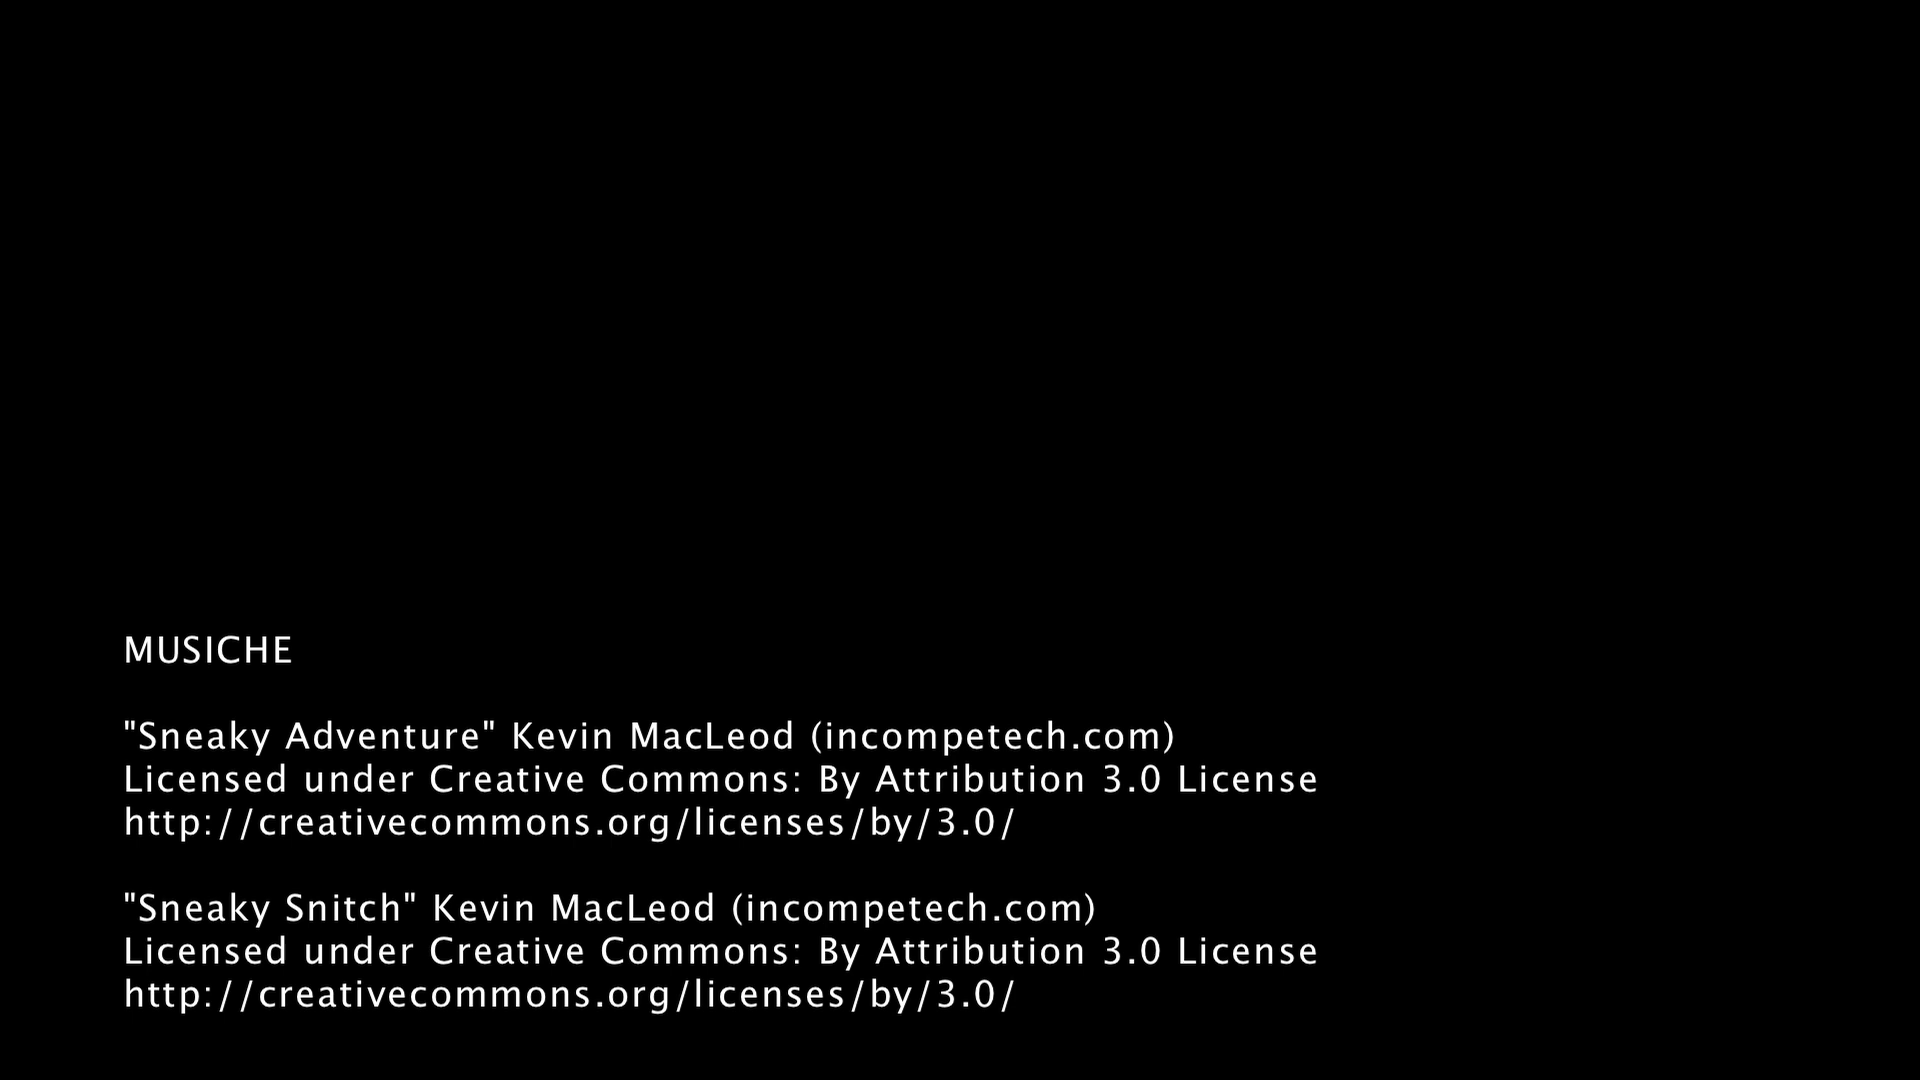 MUSICHE
"Sneaky Adventure" Kevin MacLeod (incompetech.com)
Licensed under Creative Commons: By Attribution 3.0 License
http://creativecommons.org/licenses/by/3.0/
"Sneaky Snitch" Kevin MacLeod (incompetech.com)
Licensed under Creative Commons: By Attribution 3.0 License
http://creativecommons.org/licenses/by/3.0/